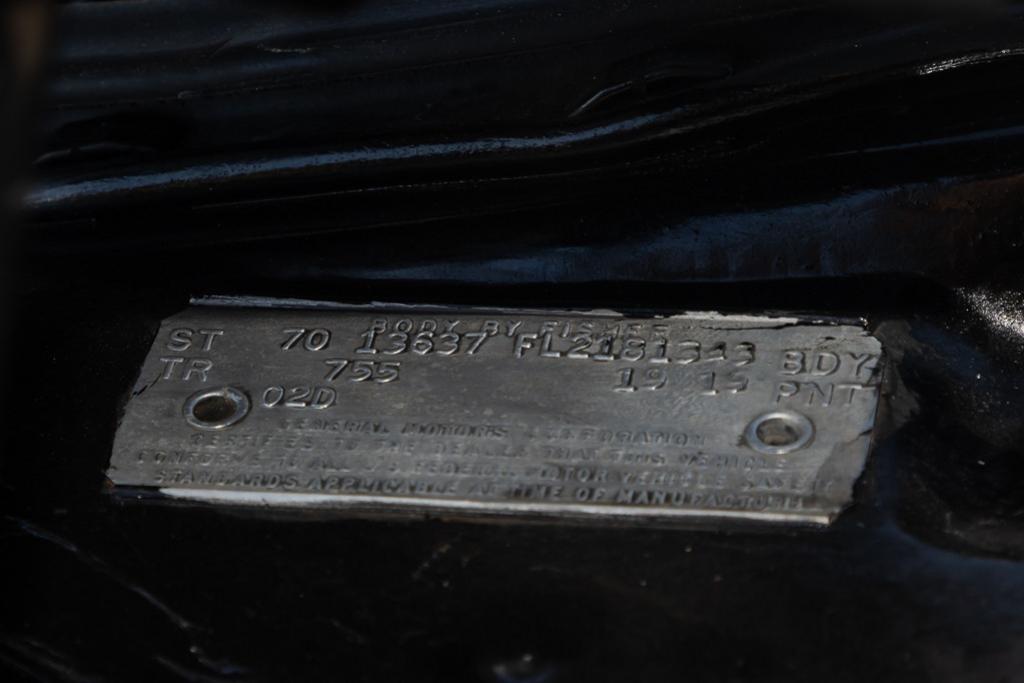 BODY BY FISHER
ST 70 13637 FL2181313 BDY
TR 755 19 19 PNT
02D
GENERAL MOTORS CORPORATION
CERTIFIES TO THE DEALER THAT THIS VEHICLE
CONFORMS TO ALL U S FEDERAL MOTOR VEHICLE SAFETY
STANDARDS APPLICABLE AT TIME OF MANUFACTURE